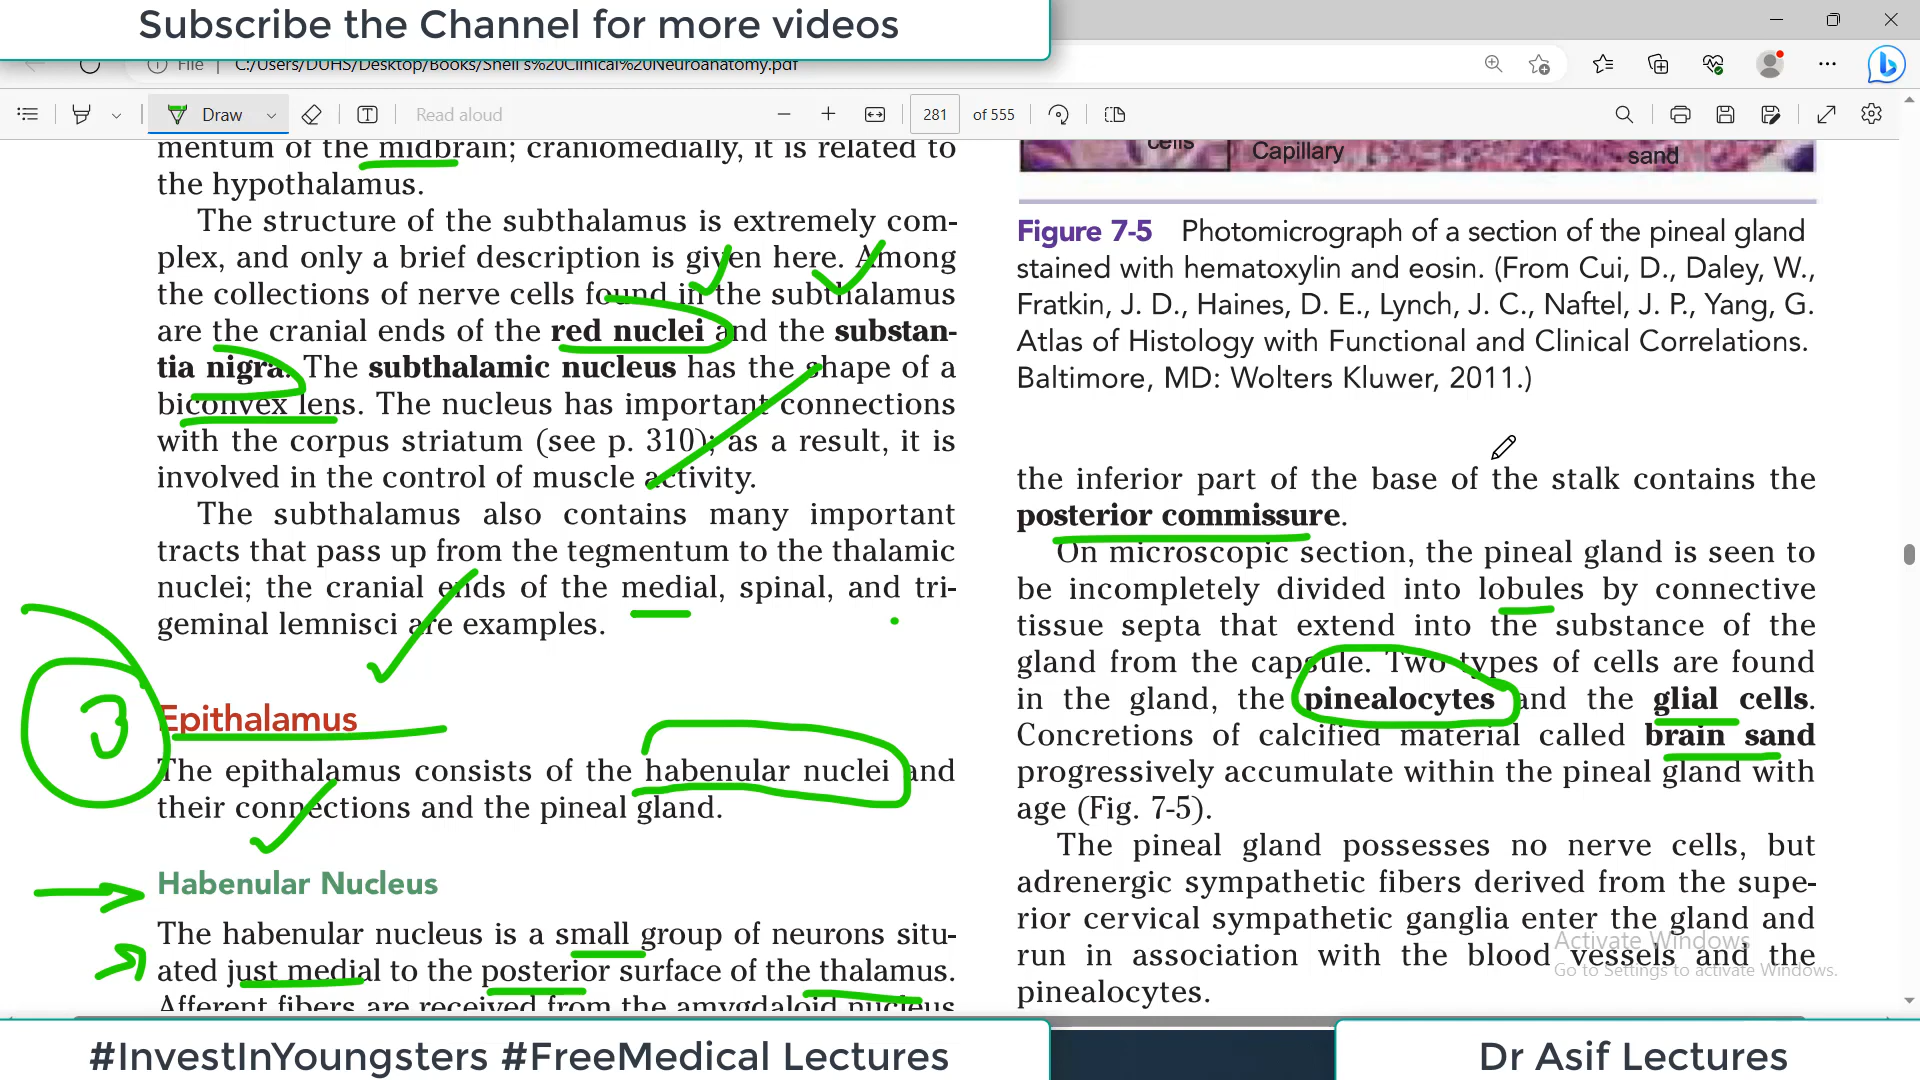 Subscribe the Channel for more videos
File
C:/Users/DUHS/Desktop/Books/Snell's%20Clinical%20Neuroanatomy.pdf
Draw
Read aloud
281 of 555
mentum of the midbrain; craniomedially, it is related to
the hypothalamus.
The structure of the subthalamus is extremely com-
plex, and only a brief description is given here. Among
the collections of nerve cells found in the subthalamus
are the cranial ends of the red nuclei and the substan-
tia nigra. The subthalamic nucleus has the shape of a
biconvex lens. The nucleus has important connections
with the corpus striatum (see p. 310); as a result, it is
involved in the control of muscle activity.
The subthalamus also contains many important
tracts that pass up from the tegmentum to the thalamic
nuclei; the cranial ends of the medial, spinal, and tri-
geminal lemnisci are examples.
3
Epithalamus
The epithalamus consists of the habenular nuclei and
their connections and the pineal gland.
Habenular Nucleus
The habenular nucleus is a small group of neurons situ-
ated just medial to the posterior surface of the thalamus.
Afferent fibers are received from the amygdaloid nucleus
cells
Capillary
sand
Figure 7-5 Photomicrograph of a section of the pineal gland
stained with hematoxylin and eosin. (From Cui, D., Daley, W.,
Fratkin, J. D., Haines, D. E., Lynch, J. C., Naftel, J. P., Yang, G.
Atlas of Histology with Functional and Clinical Correlations.
Baltimore, MD: Wolters Kluwer, 2011.)
the inferior part of the base of the stalk contains the
posterior commissure.
On microscopic section, the pineal gland is seen to
be incompletely divided into lobules by connective
tissue septa that extend into the substance of the
gland from the capsule. Two types of cells are found
in the gland, the pinealocytes and the glial cells.
Concretions of calcified material called brain sand
progressively accumulate within the pineal gland with
age (Fig. 7-5).
The pineal gland possesses no nerve cells, but
adrenergic sympathetic fibers derived from the supe-
rior cervical sympathetic ganglia enter the gland and
run in association with the blood vessels and the
pinealocytes.
Activate Windows
Go to Settings to activate Windows.
#InvestInYoungsters #FreeMedical Lectures
Dr Asif Lectures